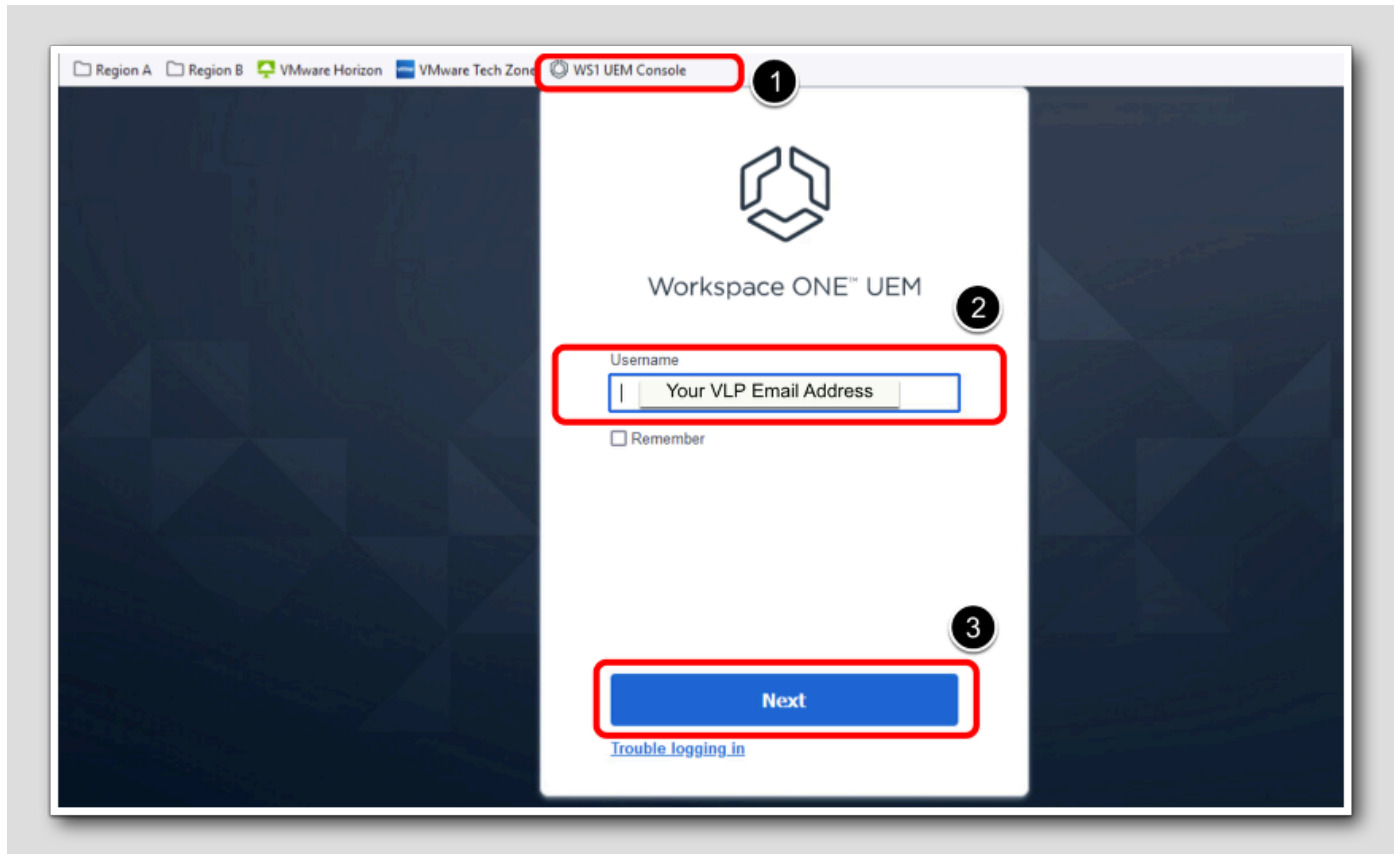 Region A Region B VMware Horizon VMware Tech Zone WS1 UEM Console
1
Workspace ONE™ UEM
2
Username
Your VLP Email Address
Remember
3
Next
Trouble logging in